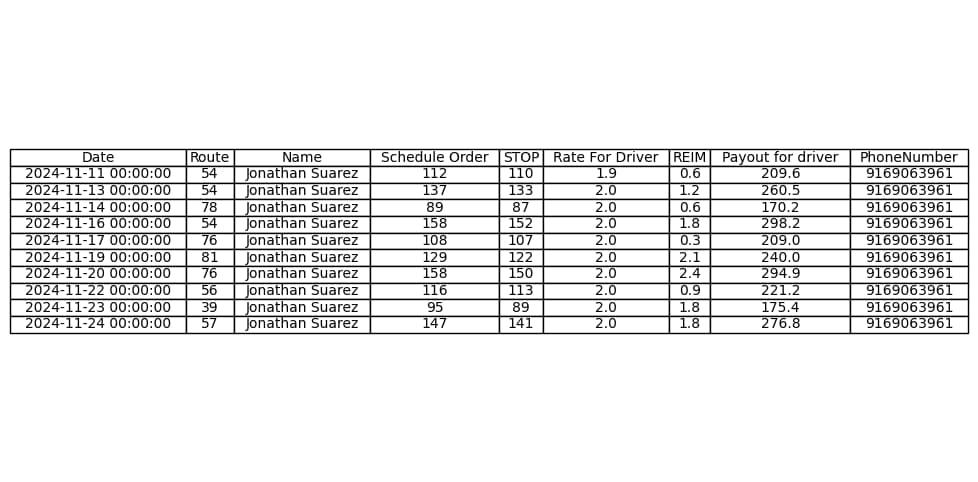 Date Route Name Schedule Order STOP Rate For Driver REIM Payout for driver PhoneNumber
2024-11-11 00:00:00 54 Jonathan Suarez 112 110 1.9 0.6 209.6 9169063961
2024-11-13 00:00:00 54 Jonathan Suarez 137 133 2.0 1.2 260.5 9169063961
2024-11-14 00:00:00 78 Jonathan Suarez 89 87 2.0 0.6 170.2 9169063961
2024-11-16 00:00:00 54 Jonathan Suarez 158 152 2.0 1.8 298.2 9169063961
2024-11-17 00:00:00 76 Jonathan Suarez 108 107 2.0 0.3 209.0 9169063961
2024-11-19 00:00:00 81 Jonathan Suarez 129 122 2.0 2.1 240.0 9169063961
2024-11-20 00:00:00 76 Jonathan Suarez 158 150 2.0 2.4 294.9 9169063961
2024-11-22 00:00:00 56 Jonathan Suarez 116 113 2.0 0.9 221.2 9169063961
2024-11-23 00:00:00 39 Jonathan Suarez 95 89 2.0 1.8 175.4 9169063961
2024-11-24 00:00:00 57 Jonathan Suarez 147 141 2.0 1.8 276.8 9169063961